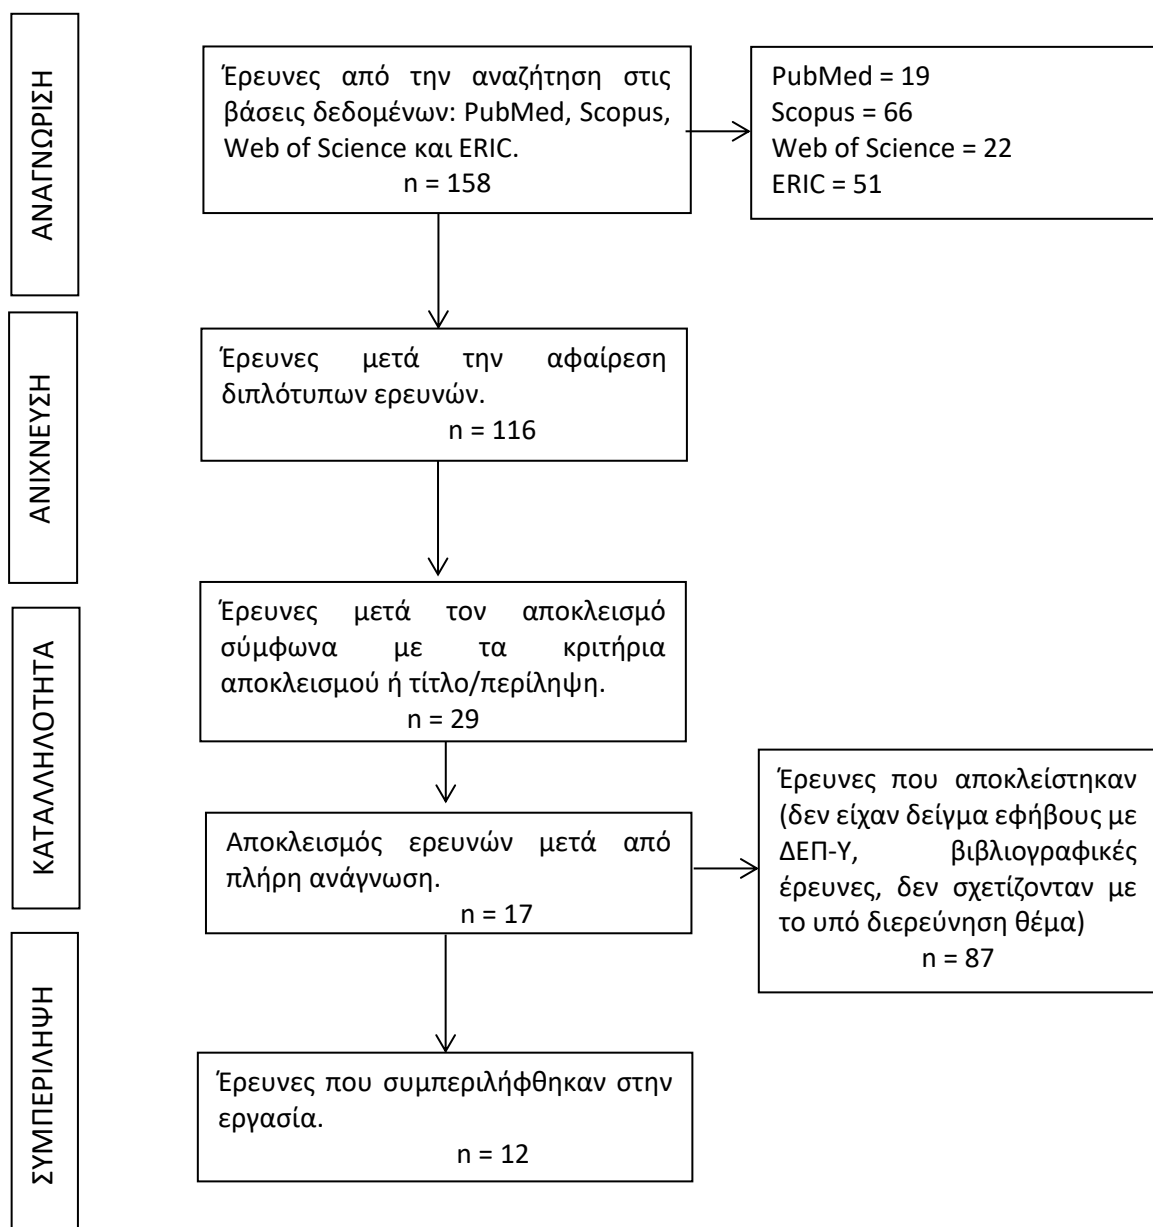 ΑΝΑΓΝΩΡΙΣΗ
Έρευνες από την αναζήτηση στις
βάσεις δεδομένων: PubMed, Scopus,
Web of Science και ERIC.
n = 158
PubMed = 19
Scopus = 66
Web of Science = 22
ERIC = 51
ΑΝΙΧΝΕΥΣΗ
Έρευνες μετά την αφαίρεση
διπλότυπων ερευνών.
n = 116
ΚΑΤΑΛΛΗΛΟΤΗΤΑ
Έρευνες μετά τον αποκλεισμό
σύμφωνα με τα κριτήρια
αποκλεισμού ή τίτλο/περίληψη.
n = 29
Αποκλεισμός ερευνών μετά από
πλήρη ανάγνωση.
n = 17
Έρευνες που αποκλείστηκαν
(δεν είχαν δείγμα εφήβους με
ΔΕΠ-Υ, βιβλιογραφικές
έρευνες, δεν σχετίζονταν με
το υπό διερεύνηση θέμα)
n = 87
ΣΥΜΠΕΡΙΛΗΨΗ
Έρευνες που συμπεριλήφθηκαν στην
εργασία.
n = 12